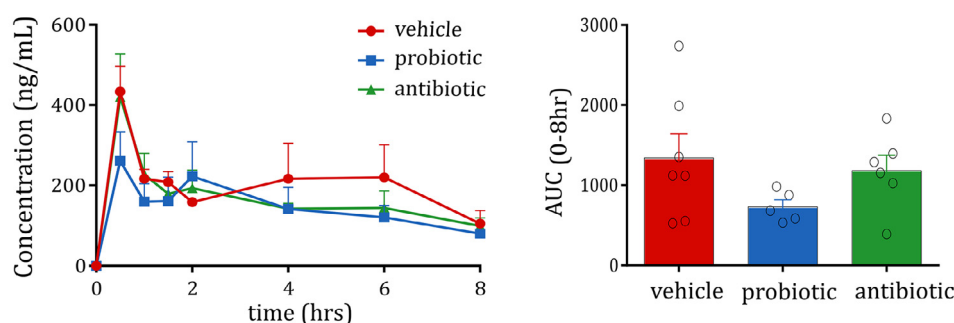 600
400
200
0
Concentration (ng/mL)
0 2 4 6 8
time (hrs)
vehicle
probiotic
antibiotic
3000
2000
1000
0
AUC (0-8hr)
vehicle probiotic antibiotic